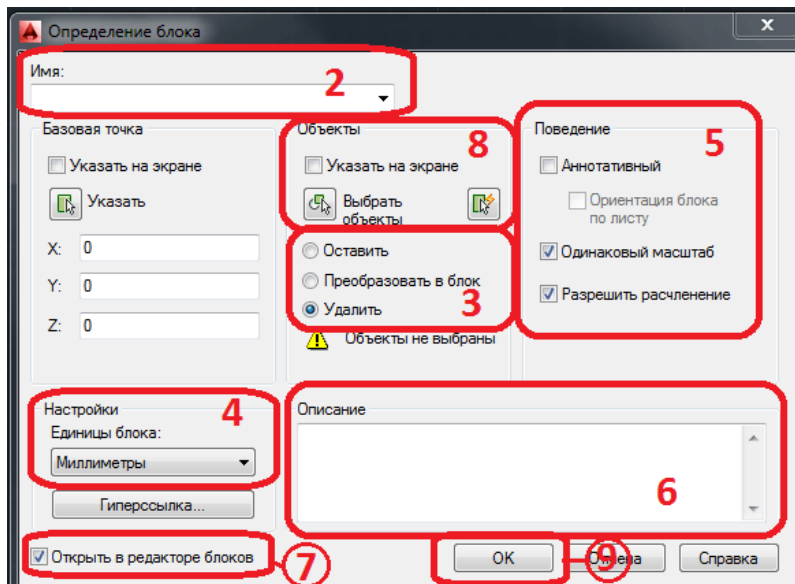 Определение блока
X
Имя:
2
Базовая точка
Указать на экране
Указать
X: 0
Y: 0
Z: 0
Объекты
8
Указать на экране
Выбрать
объекты
Оставить
Преобразовать в блок
3
Удалить
Объекты не выбраны
Поведение
5
Аннотативный
Ориентация блока
по листу
Одинаковый масштаб
Разрешить расчленение
Настройки
4
Единицы блока:
Миллиметры
Гиперссылка...
Описание
6
Открыть в редакторе блоков
7
OK
9
Отмена
Справка